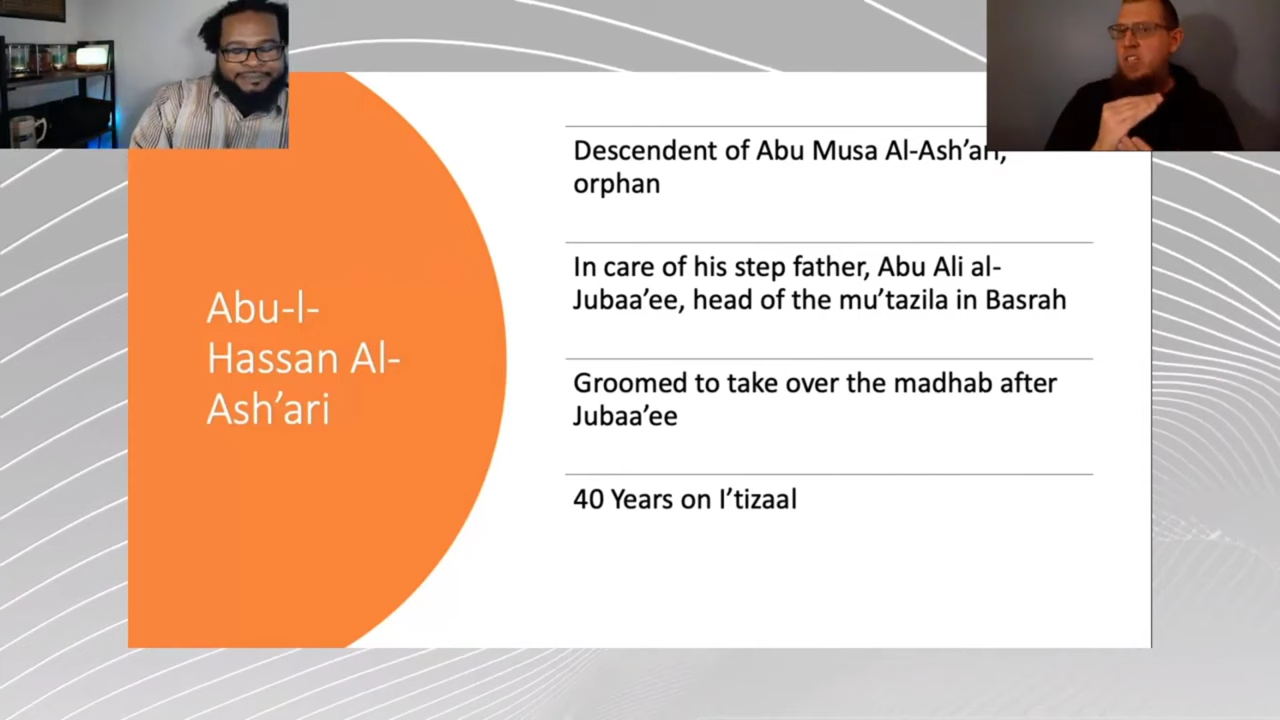 Abu-l-
Hassan Al-
Ash’ari
Descendent of Abu Musa Al-Ash’ari,
orphan
In care of his step father, Abu Ali al-
Jubaa’ee, head of the mu’tazila in Basrah
Groomed to take over the madhab after
Jubaa’ee
40 Years on I’tizaal